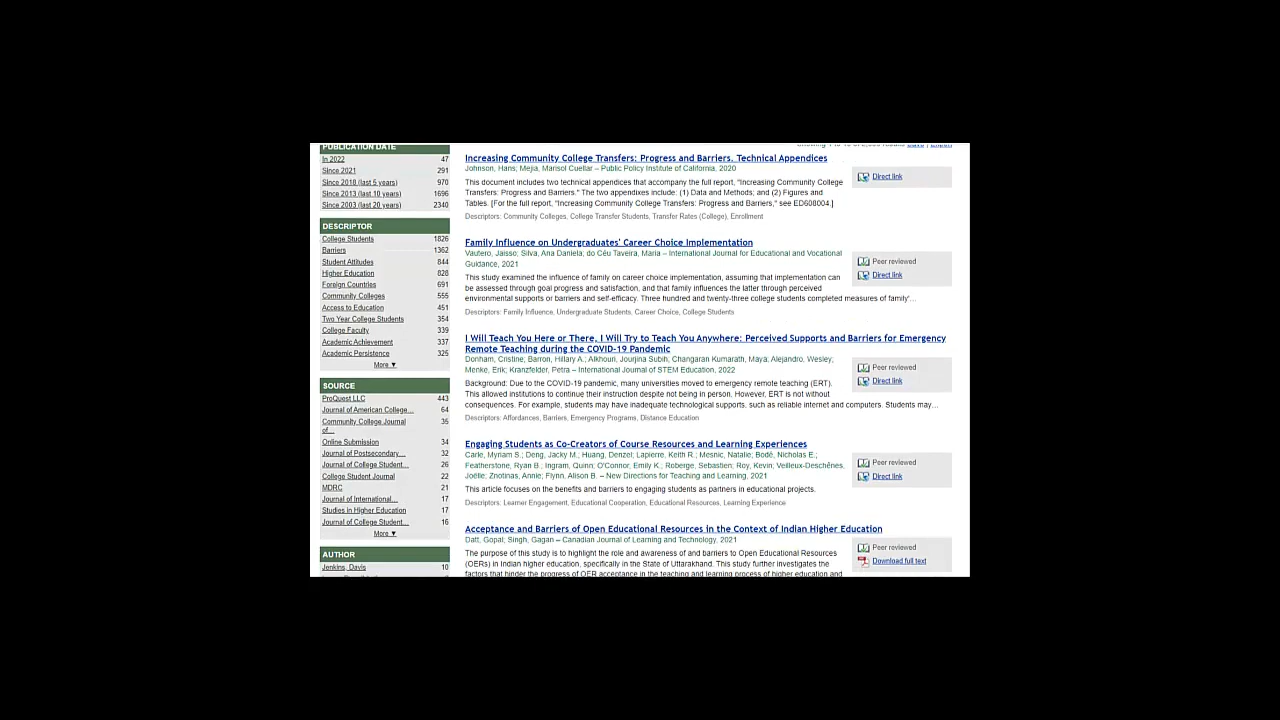 PUBLICATION DATE
In 2022 47
Since 2021 291
Since 2018 (last 5 years) 970
Since 2013 (last 10 years) 1696
Since 2003 (last 20 years) 2340
DESCRIPTOR
College Students 1826
Barriers 1362
Student Attitudes 844
Higher Education 828
Foreign Countries 691
Community Colleges 555
Access to Education 451
Two Year College Students 354
College Faculty 339
Academic Achievement 337
Academic Persistence 325
More ▼
SOURCE
ProQuest LLC 443
Journal of American College... 64
Community College Journal 35
of...
Online Submission 34
Journal of Postsecondary... 32
Journal of College Student... 26
College Student Journal 22
MDRC 21
Journal of International... 17
Studies in Higher Education 17
Journal of College Student... 16
More ▼
AUTHOR
Jenkins, Davis 10
Increasing Community College Transfers: Progress and Barriers. Technical Appendices
Johnson, Hans; Mejia, Marisol Cuellar – Public Policy Institute of California, 2020
This document includes two technical appendices that accompany the full report, "Increasing Community College
Transfers: Progress and Barriers." The two appendixes include: (1) Data and Methods; and (2) Figures and
Tables. [For the full report, "Increasing Community College Transfers: Progress and Barriers," see ED608004.]
Descriptors: Community Colleges, College Transfer Students, Transfer Rates (College), Enrollment
Direct link
Family Influence on Undergraduates' Career Choice Implementation
Vautero, Jaisso; Silva, Ana Daniela; do Céu Taveira, Maria – International Journal for Educational and Vocational
Guidance, 2021
This study examined the influence of family on career choice implementation, assuming that implementation can
be assessed through goal progress and satisfaction, and that family influences the latter through perceived
environmental supports or barriers and self-efficacy. Three hundred and twenty-three college students completed measures of family'...
Descriptors: Family Influence, Undergraduate Students, Career Choice, College Students
Peer reviewed
Direct link
I Will Teach You Here or There, I Will Try to Teach You Anywhere: Perceived Supports and Barriers for Emergency
Remote Teaching during the COVID-19 Pandemic
Donham, Cristine; Barron, Hillary A.; Alkhouri, Jourjina Subih; Changaran Kumarath, Maya; Alejandro, Wesley;
Menke, Erik; Kranzfelder, Petra – International Journal of STEM Education, 2022
Background: Due to the COVID-19 pandemic, many universities moved to emergency remote teaching (ERT).
This allowed institutions to continue their instruction despite not being in person. However, ERT is not without
consequences. For example, students may have inadequate technological supports, such as reliable internet and computers. Students may...
Descriptors: Affordances, Barriers, Emergency Programs, Distance Education
Peer reviewed
Direct link
Engaging Students as Co-Creators of Course Resources and Learning Experiences
Carle, Myriam S.; Deng, Jacky M.; Huang, Denzel; Lapierre, Keith R.; Mesnic, Natalie; Bodé, Nicholas E.;
Featherstone, Ryan B.; Ingram, Quinn; O'Connor, Emily K.; Roberge, Sebastien; Roy, Kevin; Veilleux-Deschênes,
Joëlle; Znotinas, Annie; Flynn, Alison B. – New Directions for Teaching and Learning, 2021
This article focuses on the benefits and barriers to engaging students as partners in educational projects.
Descriptors: Learner Engagement, Educational Cooperation, Educational Resources, Learning Experience
Peer reviewed
Direct link
Acceptance and Barriers of Open Educational Resources in the Context of Indian Higher Education
Datt, Gopal; Singh, Gagan – Canadian Journal of Learning and Technology, 2021
The purpose of this study is to highlight the role and awareness of and barriers to Open Educational Resources
(OERs) in Indian higher education, specifically in the State of Uttarakhand. This study further investigates the
factors that hinder the progress of OER acceptance in the teaching and learning process of higher education and
Peer reviewed
Download full text